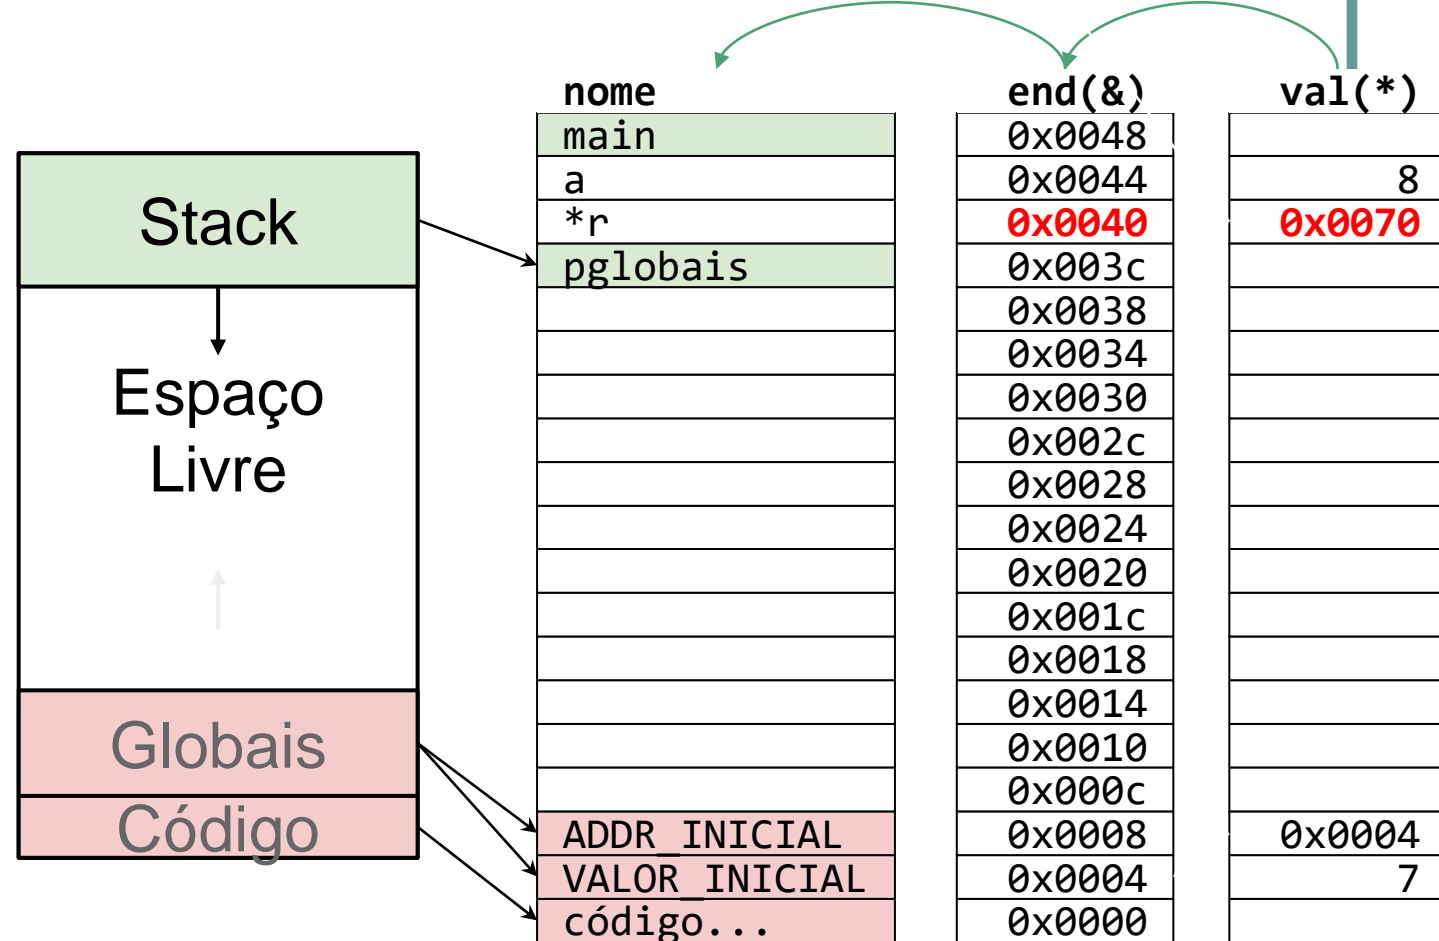 nome end(&) val(*)
main 0x0048
a 0x0044 8
*r 0x0040 0x0070
pglobais 0x003c
0x0038
0x0034
0x0030
0x002c
0x0028
0x0024
0x0020
0x001c
0x0018
0x0014
0x0010
0x000c
ADDR_INICIAL 0x0008 0x0004
VALOR_INICIAL 0x0004 7
código... 0x0000
Stack
Espaço
Livre
Globais
Código